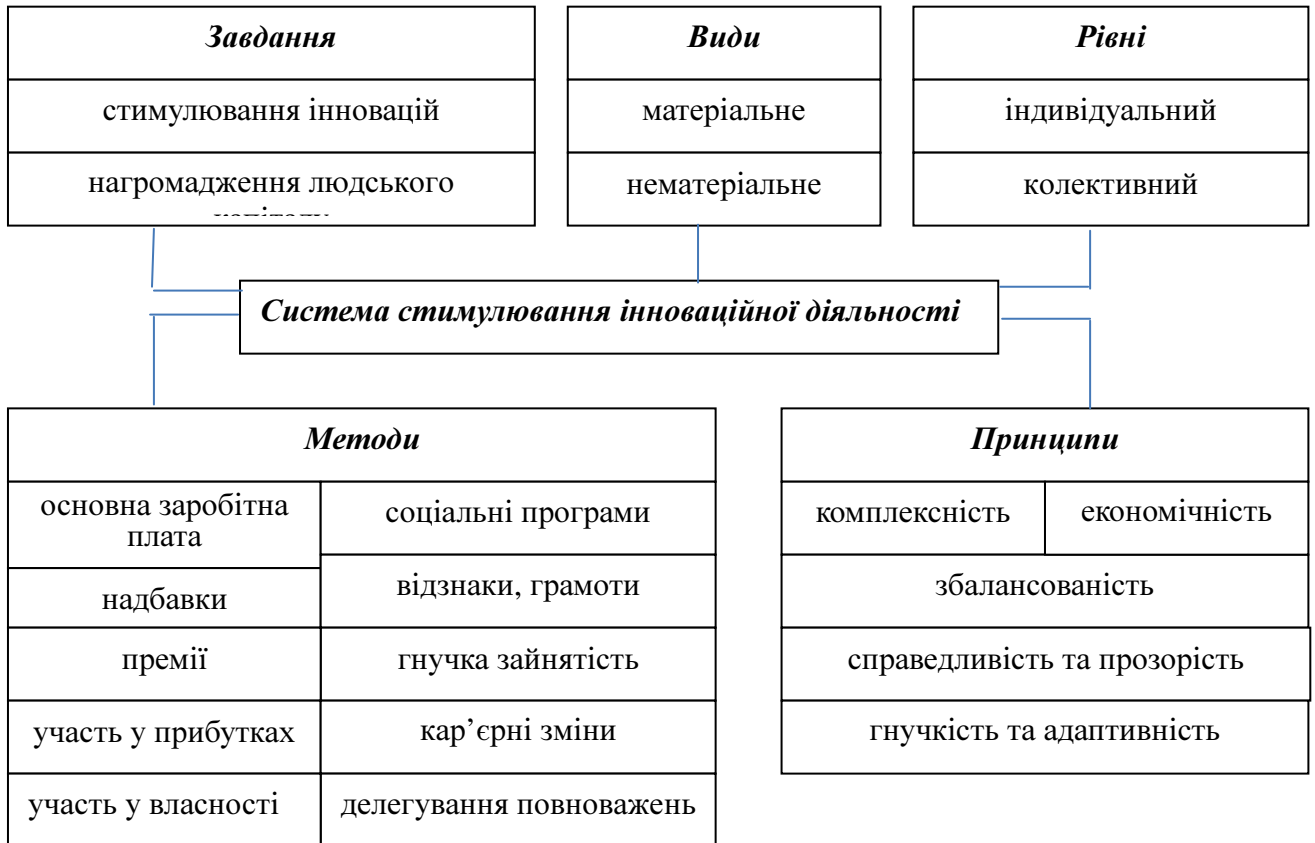 Завдання
стимулювання інновацій
нагромадження людського
Види
матеріальне
нематеріальне
Рівні
індивідуальний
колективний
Система стимулювання інноваційної діяльності
Методи
основна заробітна
плата
надбавки
премії
участь у прибутках
участь у власності
соціальні програми
відзнаки, грамоти
гнучка зайнятість
кар’єрні зміни
делегування повноважень
Принципи
комплексність
економічність
збалансованість
справедливість та прозорість
гнучкість та адаптивність